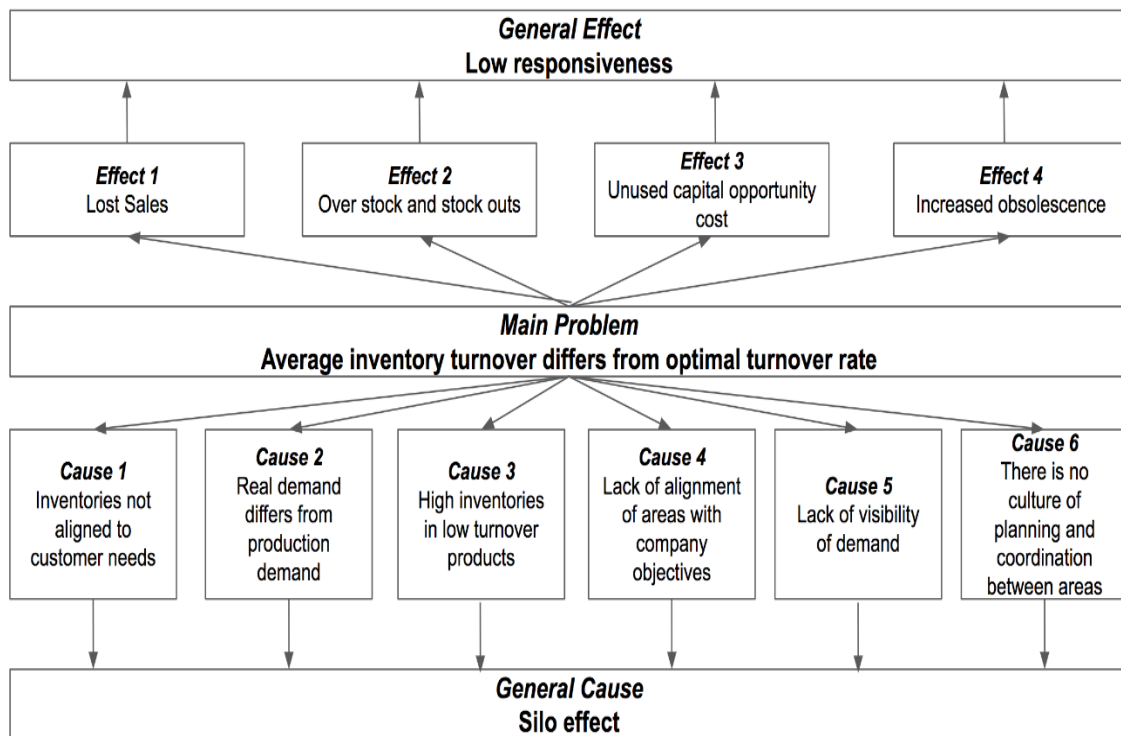 General Effect
Low responsiveness
Effect 1
Lost Sales
Effect 2
Over stock and stock outs
Effect 3
Unused capital opportunity
cost
Effect 4
Increased obsolescence
Main Problem
Average inventory turnover differs from optimal turnover rate
Cause 1
Inventories not
aligned to
customer needs
Cause 2
Real demand
differs from
production
demand
Cause 3
High inventories
in low turnover
products
Cause 4
Lack of alignment
of areas with
company
objectives
Cause 5
Lack of visibility
of demand
Cause 6
There is no
culture of
planning and
coordination
between areas
General Cause
Silo effect